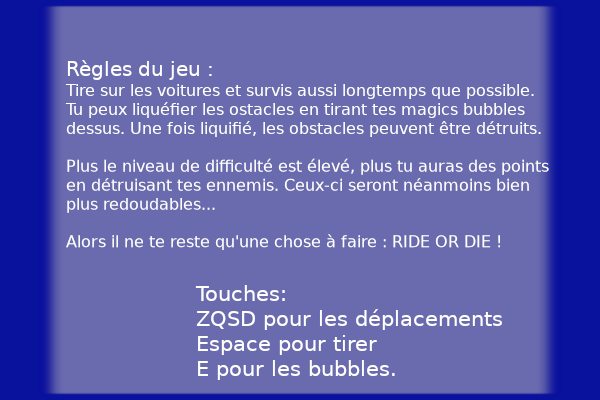 Règles du jeu :
Tire sur les voitures et survis aussi longtemps que possible.
Tu peux liquéfier les ostacles en tirant tes magics bubbles
dessus. Une fois liquifié, les obstacles peuvent être détruits.
Plus le niveau de difficulté est élevé, plus tu auras des points
en détruisant tes ennemis. Ceux-ci seront néanmoins bien
plus redoudables...
Alors il ne te reste qu'une chose à faire : RIDE OR DIE !
Touches:
ZQSD pour les déplacements
Espace pour tirer
E pour les bubbles.